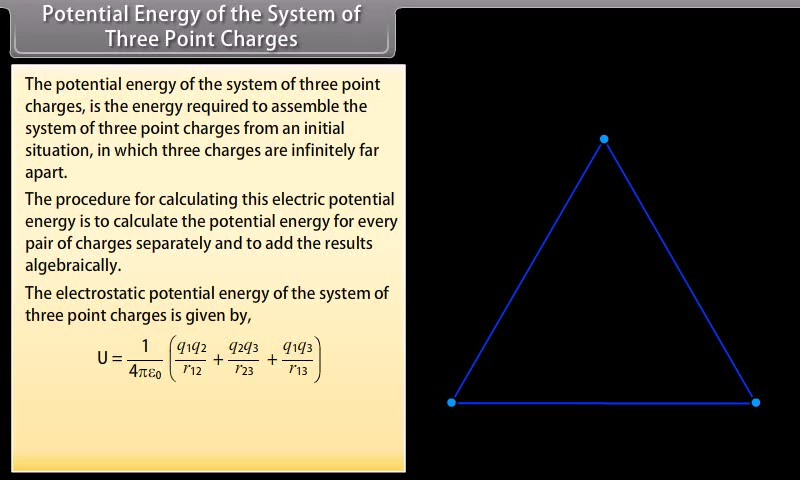 Potential Energy of the System of
Three Point Charges
The potential energy of the system of three point
charges, is the energy required to assemble the
system of three point charges from an initial
situation, in which three charges are infinitely far
apart.
The procedure for calculating this electric potential
energy is to calculate the potential energy for every
pair of charges separately and to add the results
algebraically.
The electrostatic potential energy of the system of
three point charges is given by,
U = 1/4πε₀ (q₁q₂/r₁₂ + q₂q₃/r₂₃ + q₁q₃/r₁₃)